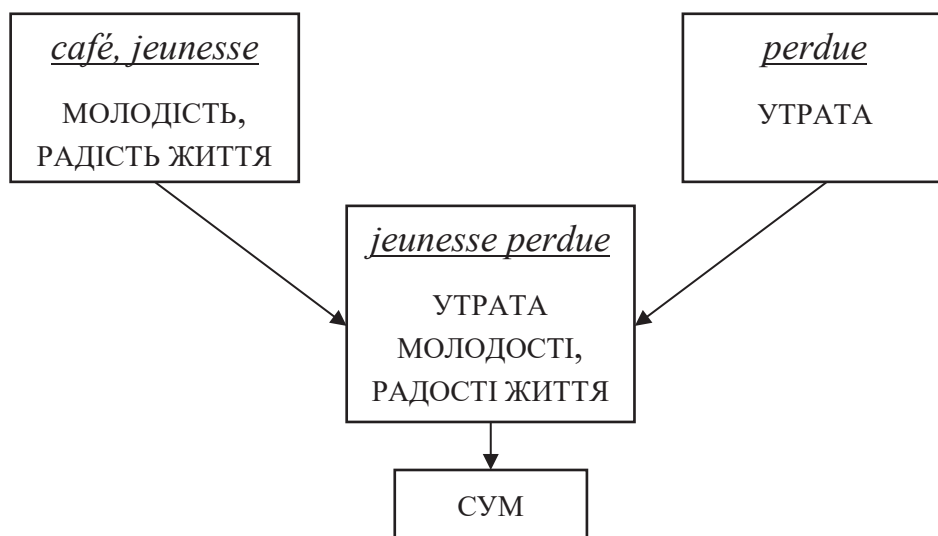 café, jeunesse
МОЛОДІСТЬ,
РАДІСТЬ ЖИТТЯ
perdue
УТРАТА
jeunesse perdue
УТРАТА
МОЛОДОСТІ,
РАДОСТІ ЖИТТЯ
СУМ